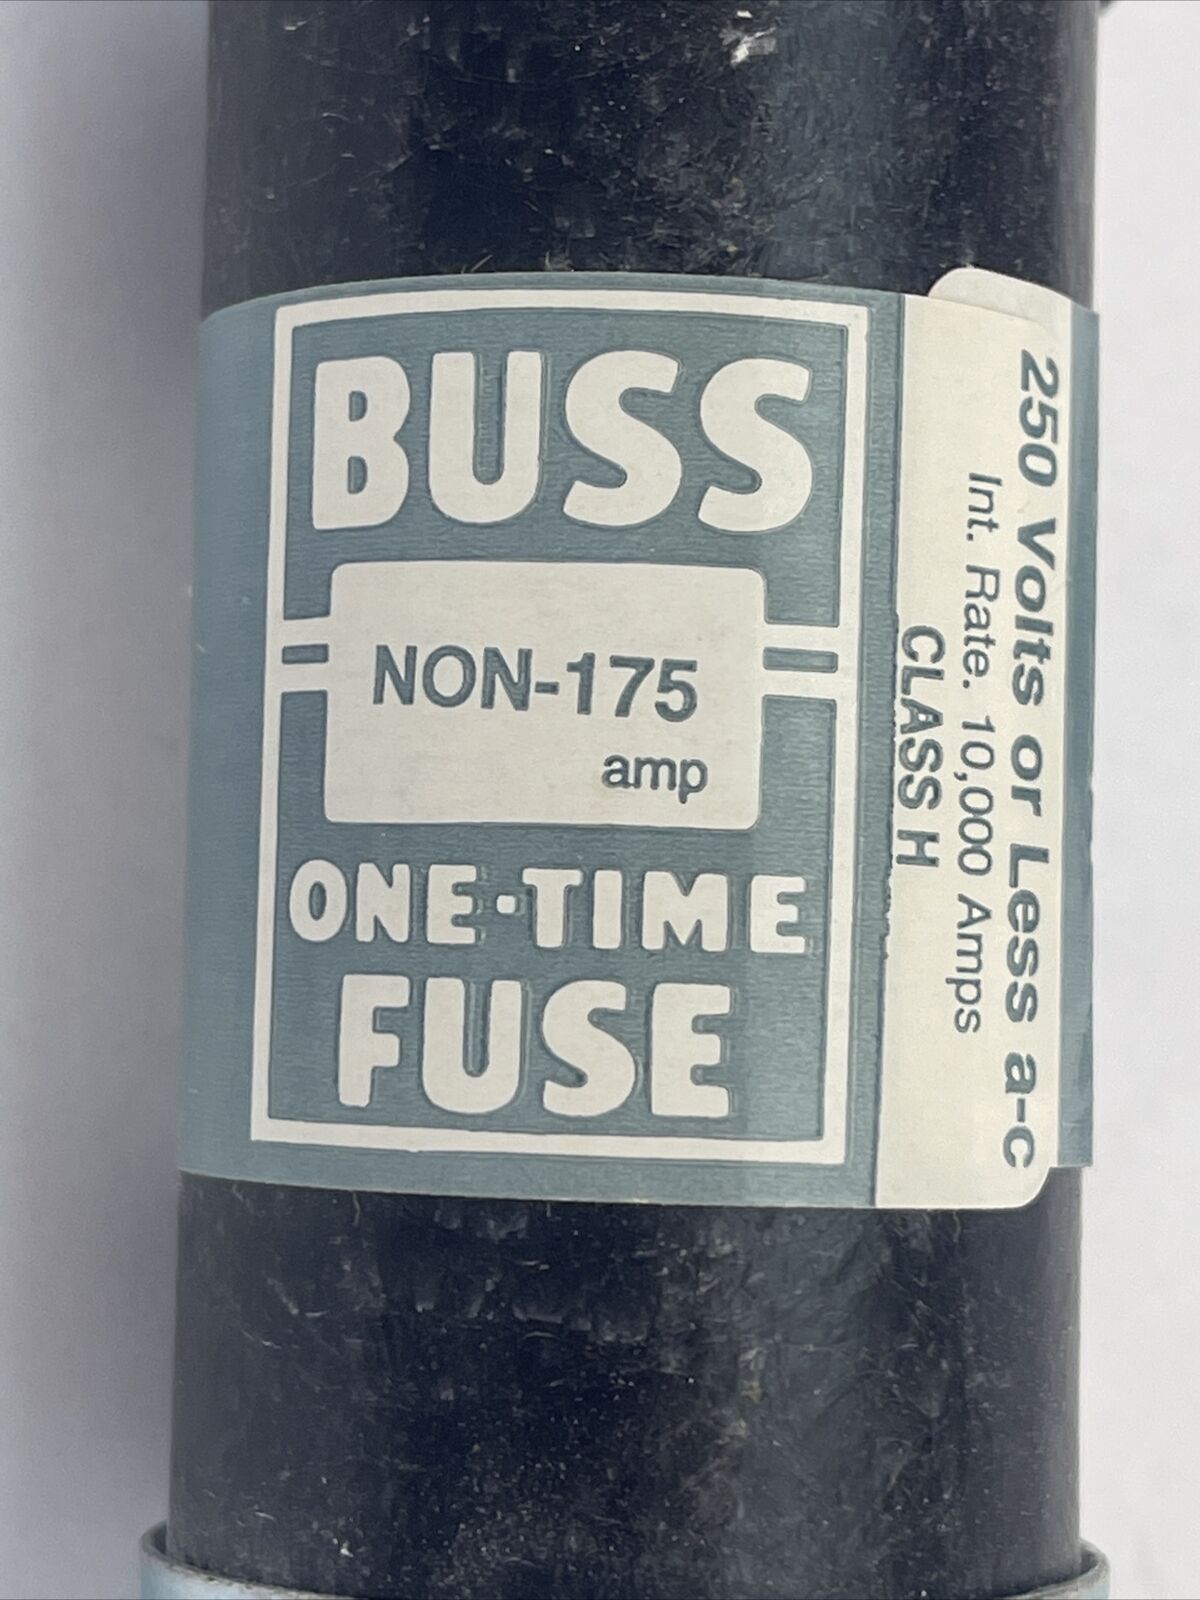 BUSS
NON-175
amp
ONE-TIME
FUSE
250 Volts or Less a-c
Int. Rate. 10,000 Amps
CLASS H